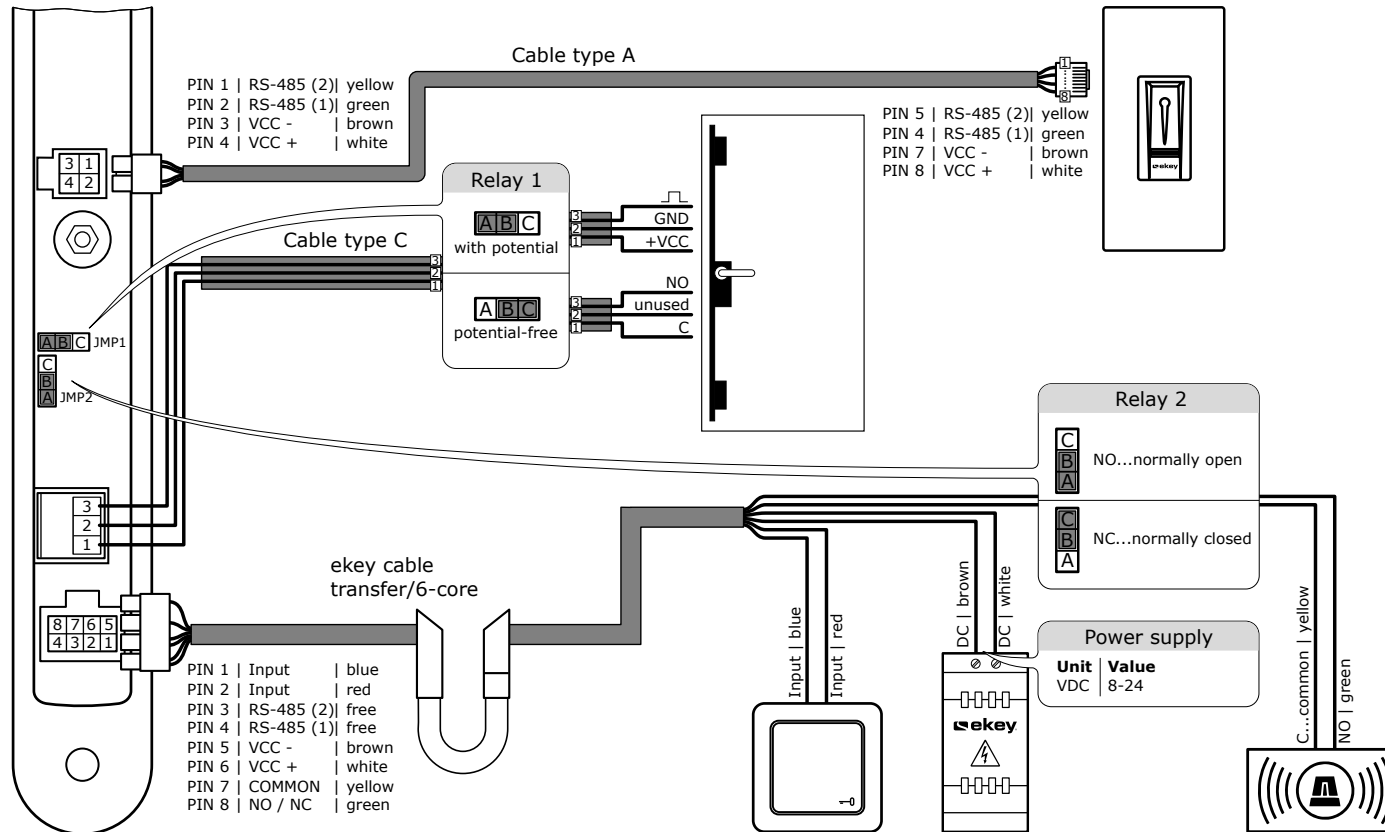 Cable type A
PIN 1 | RS-485 (2)| yellow
PIN 2 | RS-485 (1)| green
PIN 3 | VCC - | brown
PIN 4 | VCC + | white
1
8
PIN 5 | RS-485 (2)| yellow
PIN 4 | RS-485 (1)| green
PIN 7 | VCC - | brown
PIN 8 | VCC + | white
ekey
3 1
4 2
Relay 1
A B C
with potential
3
2
1
GND
+VCC
Cable type C
3
2
1
A B C
potential-free
3
2
1
NO
unused
C
A B C JMP1
C
B
A JMP2
Relay 2
C
B
A
NO...normally open
C
B
A
NC...normally closed
3
2
1
ekey cable
transfer/6-core
8 7 6 5
4 3 2 1
PIN 1 | Input | blue
PIN 2 | Input | red
PIN 3 | RS-485 (2)| free
PIN 4 | RS-485 (1)| free
PIN 5 | VCC - | brown
PIN 6 | VCC + | white
PIN 7 | COMMON | yellow
PIN 8 | NO / NC | green
Input | blue
Input | red
DC | brown
DC | white
Power supply
Unit | Value
VDC | 8-24
ekey
C...common | yellow
NO | green